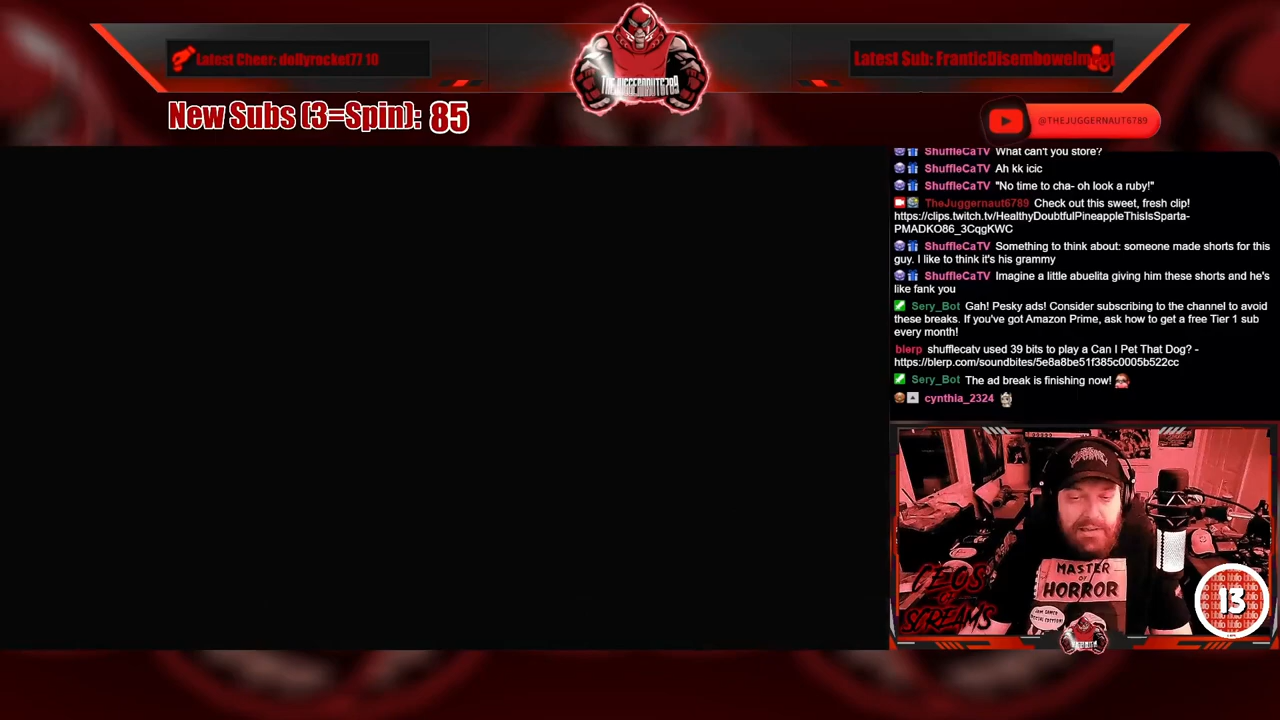 Latest Cheer: dollyrocket77 10
Latest Sub: FranticDisembowelment
THEJUGGERNAUT6789
New Subs (3=Spin): 85
@THEJUGGERNAUT6789
ShuffleCaTV What can't you store?
ShuffleCaTV Ah kk icic
ShuffleCaTV "No time to cha- oh look a ruby!"
TheJuggernaut6789 Check out this sweet, fresh clip!
https://clips.twitch.tv/HealthyDoubtfulPineappleThisIsSparta-
PMADKO86_3CqgKWC
ShuffleCaTV Something to think about: someone made shorts for this
guy. I like to think it's his grammy
ShuffleCaTV Imagine a little abuelita giving him these shorts and he's
like fank you
Sery_Bot Gah! Pesky ads! Consider subscribing to the channel to avoid
these breaks. If you've got Amazon Prime, ask how to get a free Tier 1 sub
every month!
blerp shufflecatv used 39 bits to play a Can I Pet That Dog? -
https://blerp.com/soundbites/5e8a8be51f385c0005b522cc
Sery_Bot The ad break is finishing now!
cynthia_2324
MASTER
OF
HORROR
CEOS
OF
SCREAMS
13